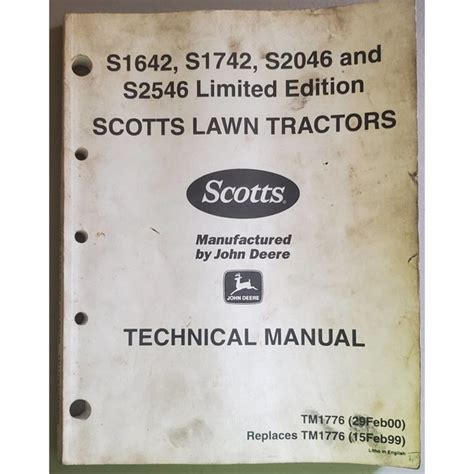 S1642, S1742, S2046 and
S2546 Limited Edition
SCOTTS LAWN TRACTORS
Scotts®
Manufactured
by John Deere
JOHN DEERE
TECHNICAL MANUAL
TM1776 (29Feb00)
Replaces TM1776 (15Feb99)
Litho in English